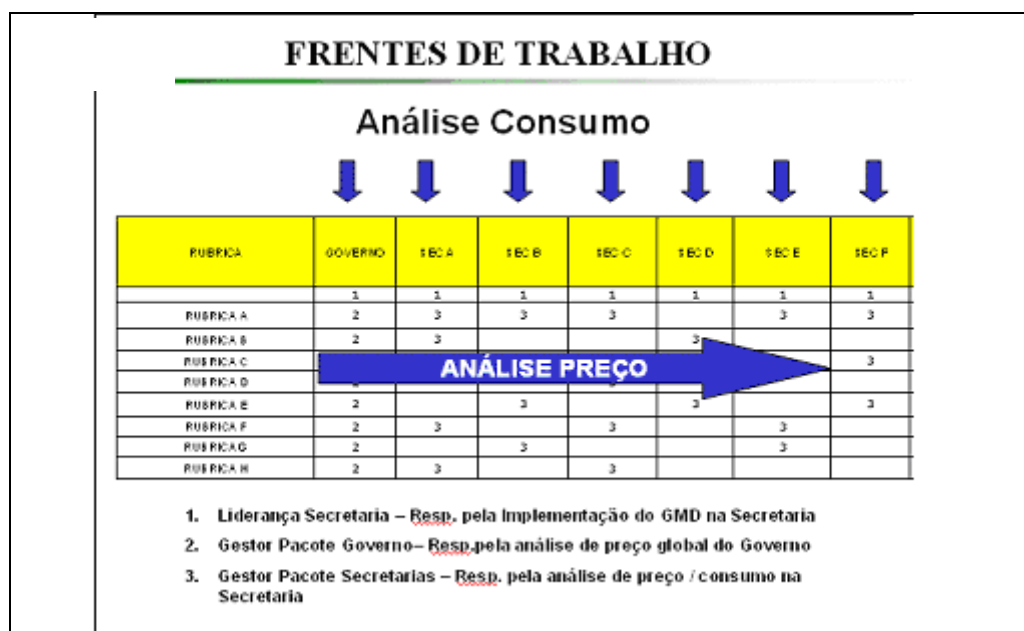 FRENTES DE TRABALHO
Análise Consumo
RUBRICA GOVERNO SEC A SEC B SEC C SEC D SEC E SEC F
1 1 1 1 1 1 1
RUBRICA A 2 3 3 3 3 3
RUBRICA B 2 3 3
RUBRICA C 3
ANÁLISE PREÇO
RUBRICA D
RUBRICA E 2 3 3 3
RUBRICA F 2 3 3 3
RUBRICA G 2 3 3
RUBRICA H 2 3 3
1. Liderança Secretaria – Resp. pela Implementação do GMD na Secretaria
2. Gestor Pacote Governo– Resp.pela análise de preço global do Governo
3. Gestor Pacote Secretarias – Resp. pela análise de preço / consumo na
Secretaria